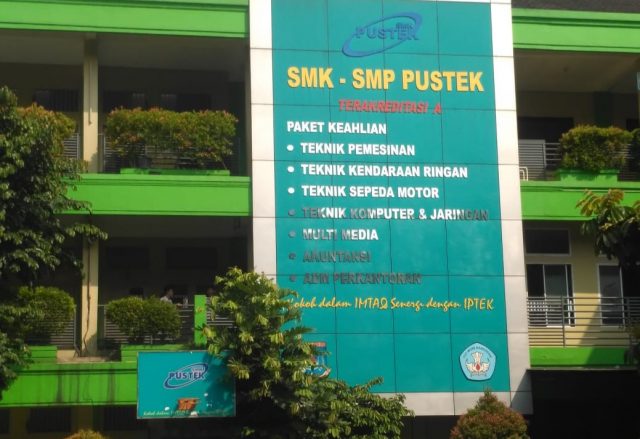 PUSTEK
SMK - SMP PUSTEK
TERAKREDITASI A
PAKET KEAHLIAN
• TEKNIK PEMESINAN
• TEKNIK KENDARAAN RINGAN
• TEKNIK SEPEDA MOTOR
• TEKNIK KOMPUTER & JARINGAN
• MULTI MEDIA
• AKUNTAKSI
• ADM PERKANTORAN
Kokoh dalam IMTAQ Senergi dengan IPTEK
PUSTEK